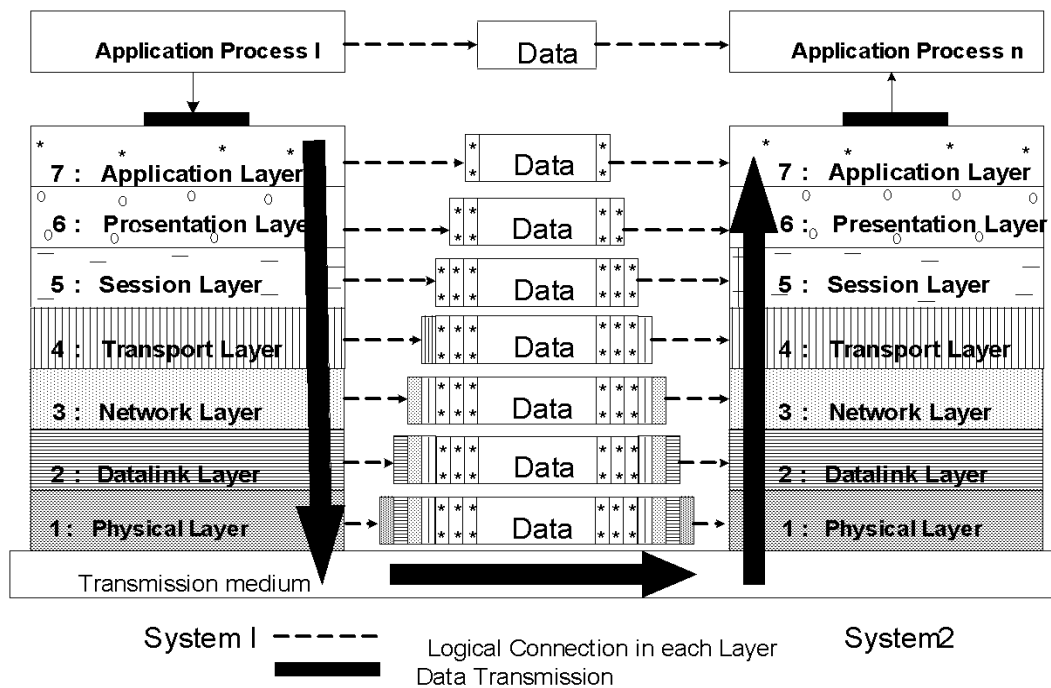 Application Process I
Data
Application Process n
7 : Application Layer
Data
7 : Application Layer
6 : Presentation Layer
Data
6 : Presentation Layer
5 : Session Layer
Data
5 : Session Layer
4 : Transport Layer
Data
4 : Transport Layer
3 : Network Layer
Data
3 : Network Layer
2 : Datalink Layer
Data
2 : Datalink Layer
1 : Physical Layer
Data
1 : Physical Layer
Transmission medium
System I
Logical Connection in each Layer
System2
Data Transmission